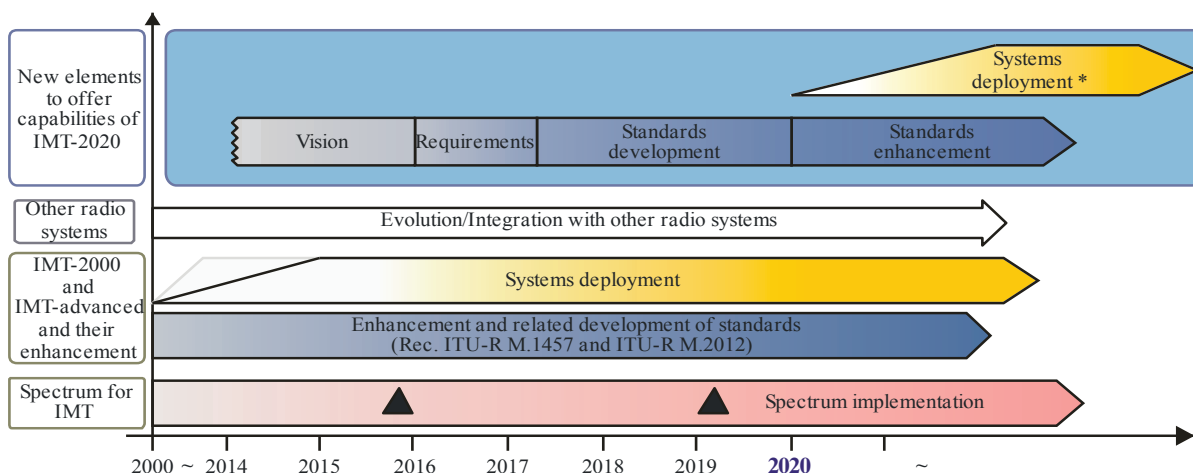 New elements
to offer
capabilities of
IMT-2020
Systems
deployment *
Vision
Requirements
Standards
development
Standards
enhancement
Other radio
systems
Evolution/Integration with other radio systems
IMT-2000
and
IMT-advanced
and their
enhancement
Systems deployment
Enhancement and related development of standards
(Rec. ITU-R M.1457 and ITU-R M.2012)
Spectrum for
IMT
Spectrum implementation
2000 ~ 2014 2015 2016 2017 2018 2019 2020 ~